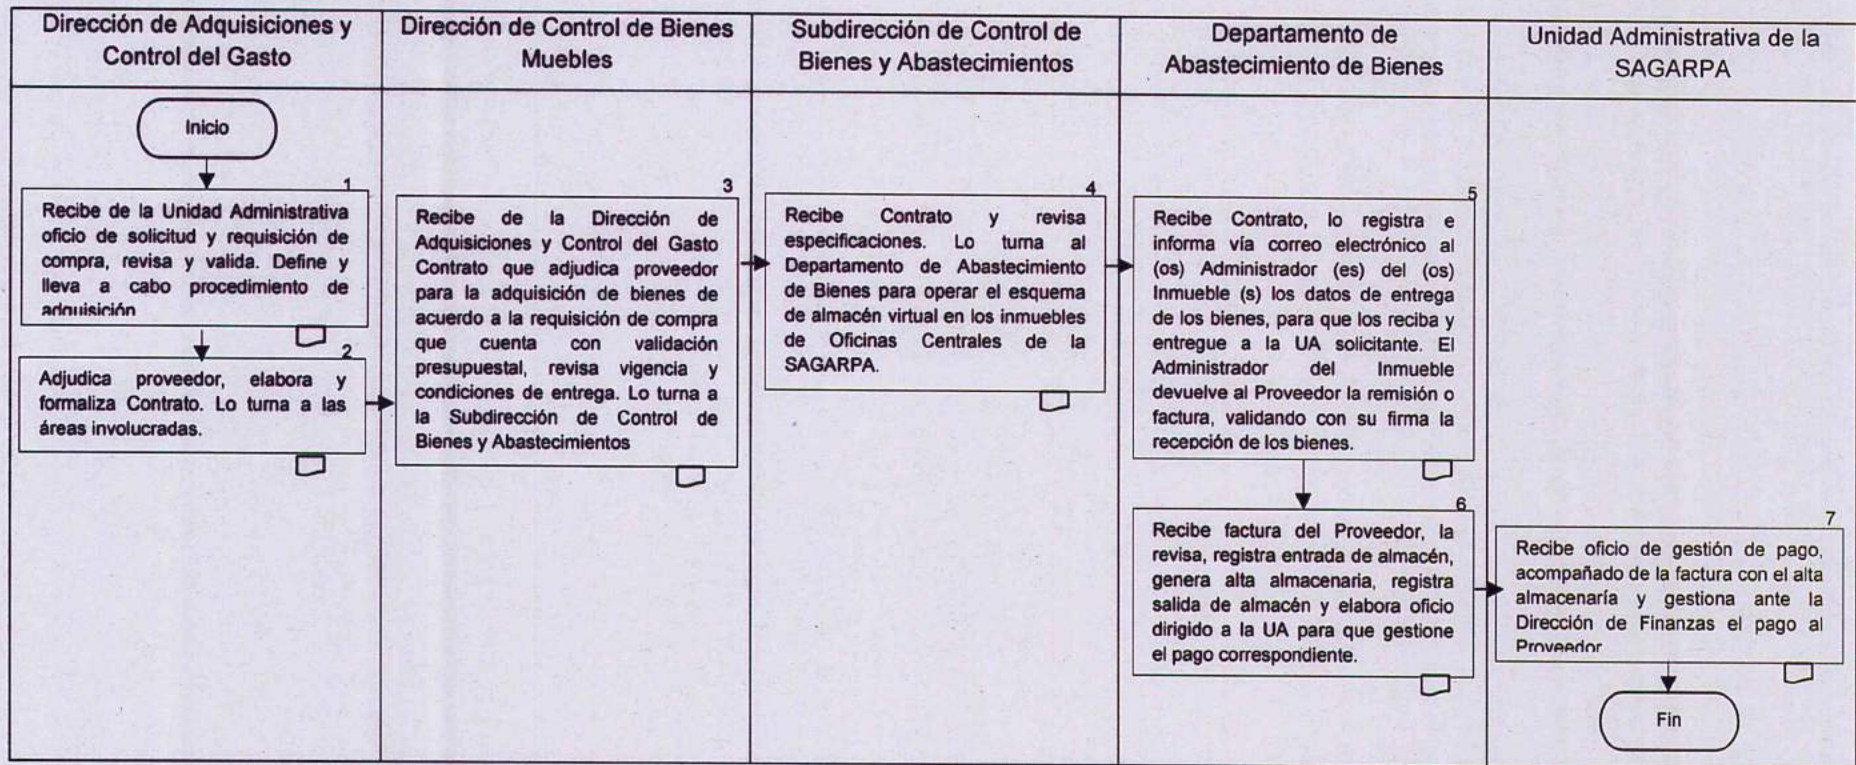 Dirección de Adquisiciones y
Control del Gasto
Dirección de Control de Bienes
Muebles
Subdirección de Control de
Bienes y Abastecimientos
Departamento de
Abastecimiento de Bienes
Unidad Administrativa de la
SAGARPA
Inicio
1
Recibe de la Unidad Administrativa
oficio de solicitud y requisición de
compra, revisa y valida. Define y
lleva a cabo procedimiento de
adquisición
2
Adjudica proveedor, elabora y
formaliza Contrato. Lo turna a las
áreas involucradas.
3
Recibe de la Dirección de
Adquisiciones y Control del Gasto
Contrato que adjudica proveedor
para la adquisición de bienes de
acuerdo a la requisición de compra
que cuenta con validación
presupuestal, revisa vigencia y
condiciones de entrega. Lo turna a
la Subdirección de Control de
Bienes y Abastecimientos
4
Recibe Contrato y revisa
especificaciones. Lo turna al
Departamento de Abastecimiento
de Bienes para operar el esquema
de almacén virtual en los inmuebles
de Oficinas Centrales de la
SAGARPA.
5
Recibe Contrato, lo registra e
informa vía correo electrónico al
(os) Administrador (es) del (os)
Inmueble (s) los datos de entrega
de los bienes, para que los reciba y
entregue a la UA solicitante. El
Administrador del Inmueble
devuelve al Proveedor la remisión o
factura, validando con su firma la
recepción de los bienes.
6
Recibe factura del Proveedor, la
revisa, registra entrada de almacén,
genera alta almacenaria, registra
salida de almacén y elabora oficio
dirigido a la UA para que gestione
el pago correspondiente.
7
Recibe oficio de gestión de pago,
acompañado de la factura con el alta
almacenaría y gestiona ante la
Dirección de Finanzas el pago al
Proveedor
Fin